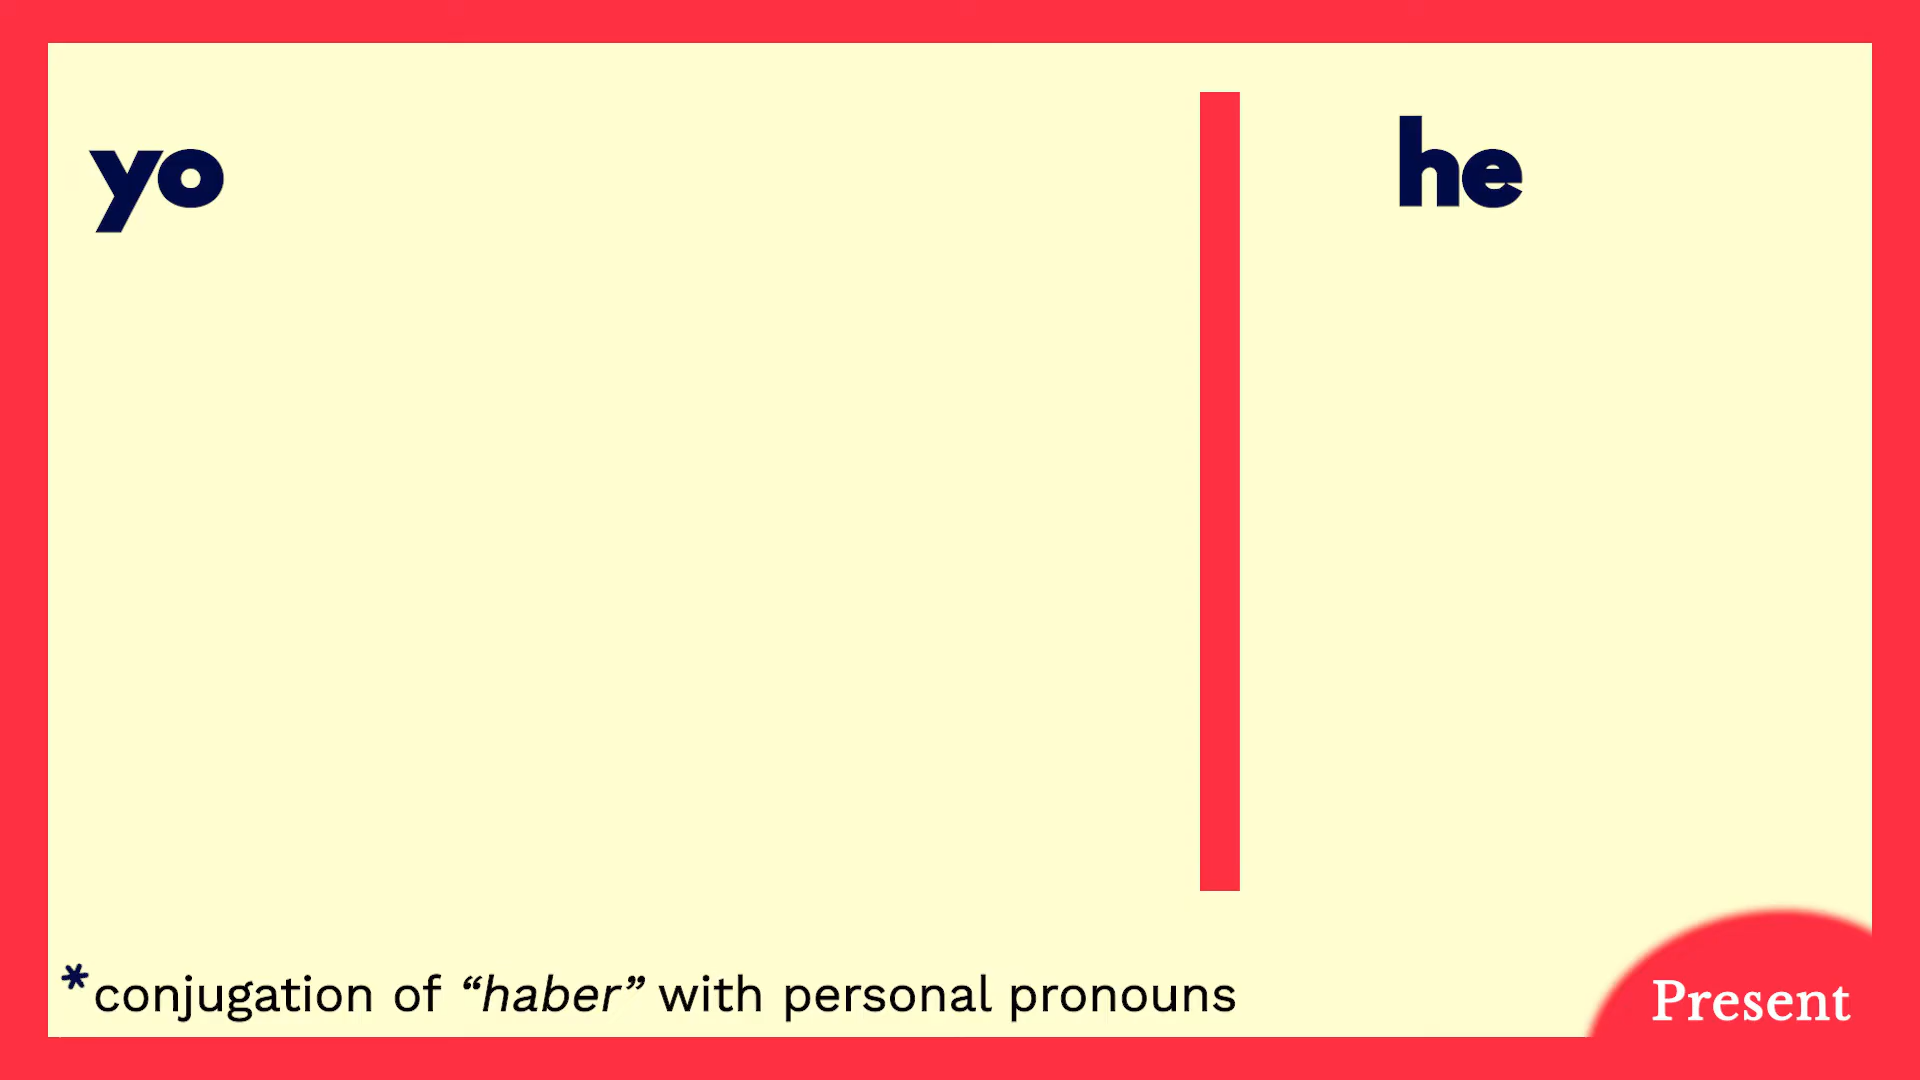 yo he
*conjugation of “haber” with personal pronouns
Present